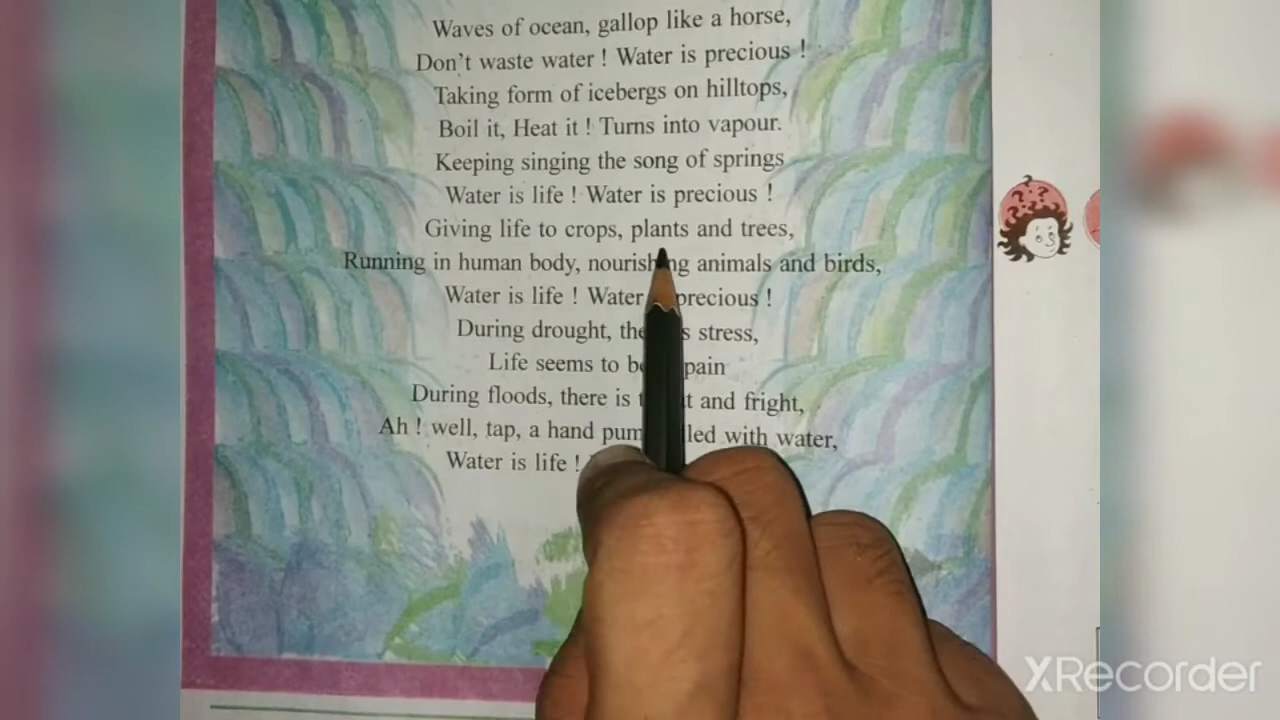 Waves of ocean, gallop like a horse,
Don't waste water ! Water is precious !
Taking form of icebergs on hilltops,
Boil it, Heat it ! Turns into vapour.
Keeping singing the song of springs
Water is life ! Water is precious !
Giving life to crops, plants and trees,
Running in human body, nourishing animals and birds,
Water is life ! Water precious !
During drought, stress,
Life seems to pain
During floods, there is and fright,
Ah ! well, tap, a hand with water,
Water is life !
XRecorder